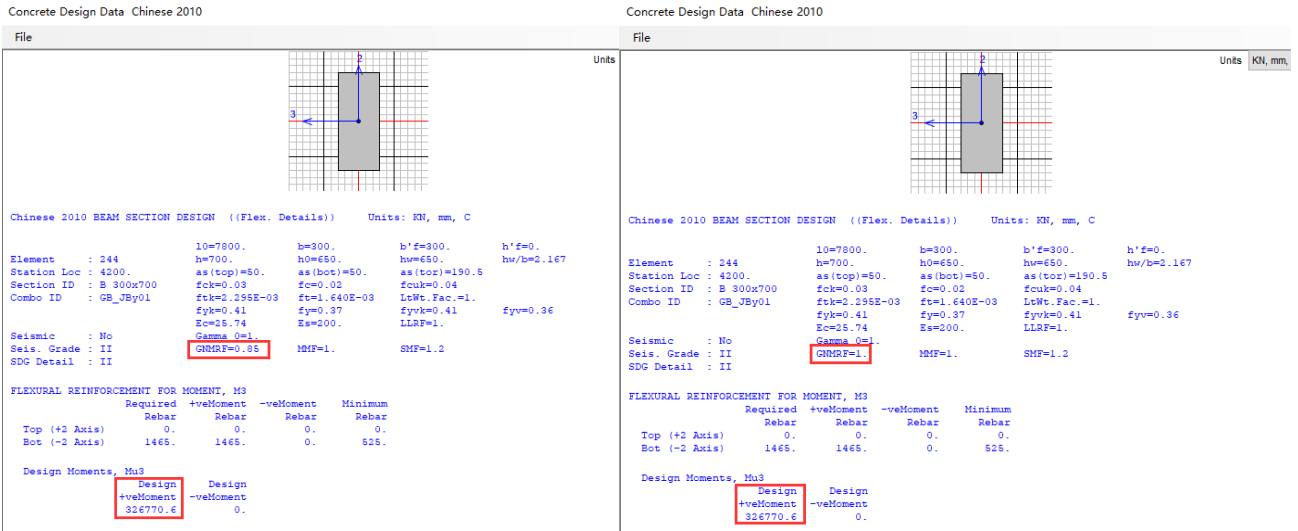 Concrete Design Data  Chinese 2010
File
Units
2
3
Chinese 2010 BEAM SECTION DESIGN  ((Flex. Details))    Units: KN, mm, C
l0=7800.  b=300.  b'f=300.  h'f=0.
Element : 244  h=700.  h0=650.  hw=650.  hw/b=2.167
Station Loc : 4200.  as(top)=50.  as(bot)=50.  as(tor)=190.5
Section ID : B 300x700  fck=0.03  fc=0.02  fcuk=0.04
Combo ID : GB_JBy01  ftk=2.295E-03  ft=1.640E-03  LtWt.Fac.=1.
fyk=0.41  fy=0.37  fyvk=0.41  fyv=0.36
Ec=25.74  Es=200.  LLRF=1.
Seismic : No  Gamma 0=1.
Seis. Grade : II  GNMRF=0.85  MMF=1.  SMF=1.2
SDG Detail : II
FLEXURAL REINFORCEMENT FOR MOMENT, M3
Required  +veMoment  -veMoment  Minimum
Rebar  Rebar  Rebar  Rebar
Top (+2 Axis)  0.  0.  0.  0.
Bot (-2 Axis)  1465.  1465.  0.  525.
Design Moments, Mu3
Design  Design
+veMoment  -veMoment
326770.6  0.
Concrete Design Data  Chinese 2010
File
Units  KN, mm,
2
3
Chinese 2010 BEAM SECTION DESIGN  ((Flex. Details))    Units: KN, mm, C
l0=7800.  b=300.  b'f=300.  h'f=0.
Element : 244  h=700.  h0=650.  hw=650.  hw/b=2.167
Station Loc : 4200.  as(top)=50.  as(bot)=50.  as(tor)=190.5
Section ID : B 300x700  fck=0.03  fc=0.02  fcuk=0.04
Combo ID : GB_JBy01  ftk=2.295E-03  ft=1.640E-03  LtWt.Fac.=1.
fyk=0.41  fy=0.37  fyvk=0.41  fyv=0.36
Ec=25.74  Es=200.  LLRF=1.
Seismic : No  Gamma 0=1.
Seis. Grade : II  GNMRF=1.  MMF=1.  SMF=1.2
SDG Detail : II
FLEXURAL REINFORCEMENT FOR MOMENT, M3
Required  +veMoment  -veMoment  Minimum
Rebar  Rebar  Rebar  Rebar
Top (+2 Axis)  0.  0.  0.  0.
Bot (-2 Axis)  1465.  1465.  0.  525.
Design Moments, Mu3
Design  Design
+veMoment  -veMoment
326770.6  0.